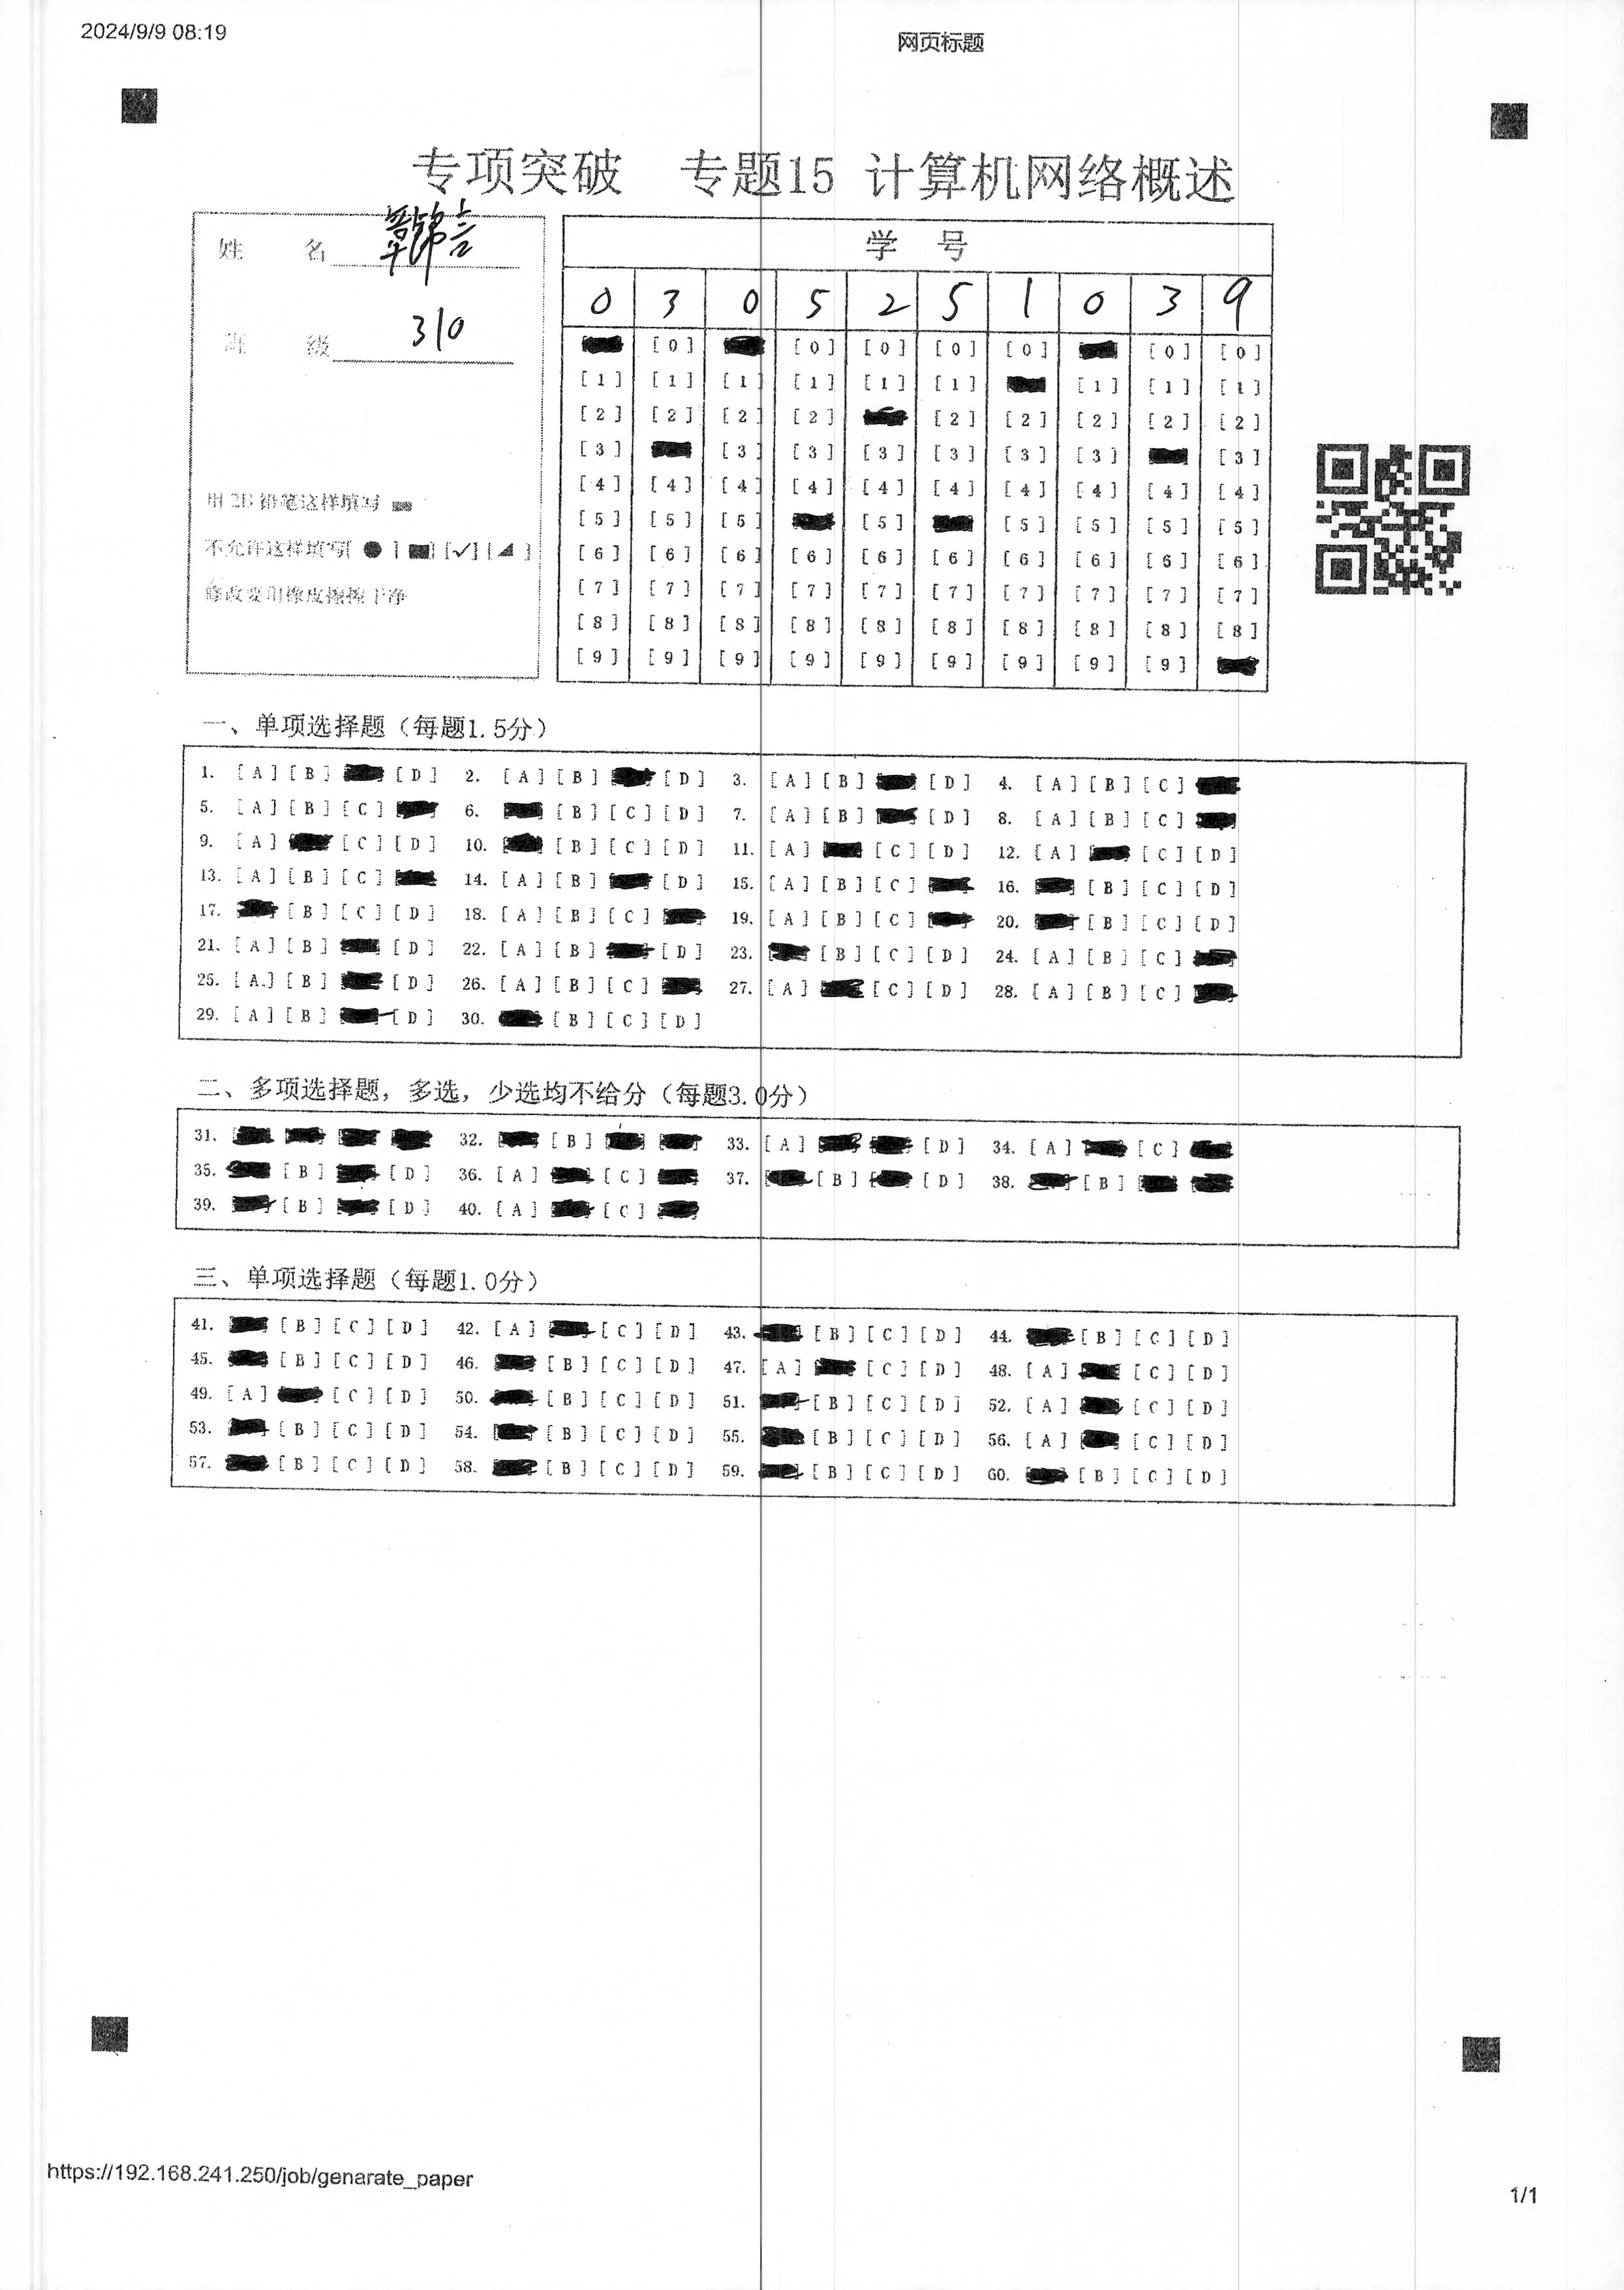 2024/9/9 08:19
网页标题
专项突破 专题15 计算机网络概述
姓 名
班 级 310
用2B铅笔这样填写
不允许这样填写[ ● ] [■] [✓] [◢ ]
修改要用橡皮擦擦干净
学 号
0 3 0 5 2 5 1 0 3 9
[0] [0] [0] [0] [0] [0] [0]
[1] [1] [1] [1] [1] [1] [1] [1] [1]
[2] [2] [2] [2] [2] [2] [2] [2] [2]
[3] [3] [3] [3] [3] [3] [3] [3]
[4] [4] [4] [4] [4] [4] [4] [4] [4] [4]
[5] [5] [5] [5] [5] [5] [5] [5]
[6] [6] [6] [6] [6] [6] [6] [6] [6] [6]
[7] [7] [7] [7] [7] [7] [7] [7] [7] [7]
[8] [8] [8] [8] [8] [8] [8] [8] [8] [8]
[9] [9] [9] [9] [9] [9] [9] [9] [9]
一、单项选择题（每题1.5分）
1. [A] [B] [D] 2. [A] [B] [D] 3. [A] [B] [D] 4. [A] [B] [C]
5. [A] [B] [C] 6. [B] [C] [D] 7. [A] [B] [D] 8. [A] [B] [C]
9. [A] [C] [D] 10. [B] [C] [D] 11. [A] [C] [D] 12. [A] [C] [D]
13. [A] [B] [C] 14. [A] [B] [D] 15. [A] [B] [C] 16. [B] [C] [D]
17. [B] [C] [D] 18. [A] [B] [C] 19. [A] [B] [C] 20. [B] [C] [D]
21. [A] [B] [D] 22. [A] [B] [D] 23. [B] [C] [D] 24. [A] [B] [C]
25. [A] [B] [D] 26. [A] [B] [C] 27. [A] [C] [D] 28. [A] [B] [C]
29. [A] [B] [D] 30. [B] [C] [D]
二、多项选择题，多选，少选均不给分（每题3.0分）
31. 32. [B] 33. [A] [D] 34. [A] [C]
35. [B] [D] 36. [A] [C] 37. [B] [D] 38. [B]
39. [B] [D] 40. [A] [C]
三、单项选择题（每题1.0分）
41. [B] [C] [D] 42. [A] [C] [D] 43. [B] [C] [D] 44. [B] [C] [D]
45. [B] [C] [D] 46. [B] [C] [D] 47. [A] [C] [D] 48. [A] [C] [D]
49. [A] [C] [D] 50. [B] [C] [D] 51. [B] [C] [D] 52. [A] [C] [D]
53. [B] [C] [D] 54. [B] [C] [D] 55. [B] [C] [D] 56. [A] [C] [D]
57. [B] [C] [D] 58. [B] [C] [D] 59. [B] [C] [D] 60. [B] [C] [D]
https://192.168.241.250/job/genarate_paper
1/1